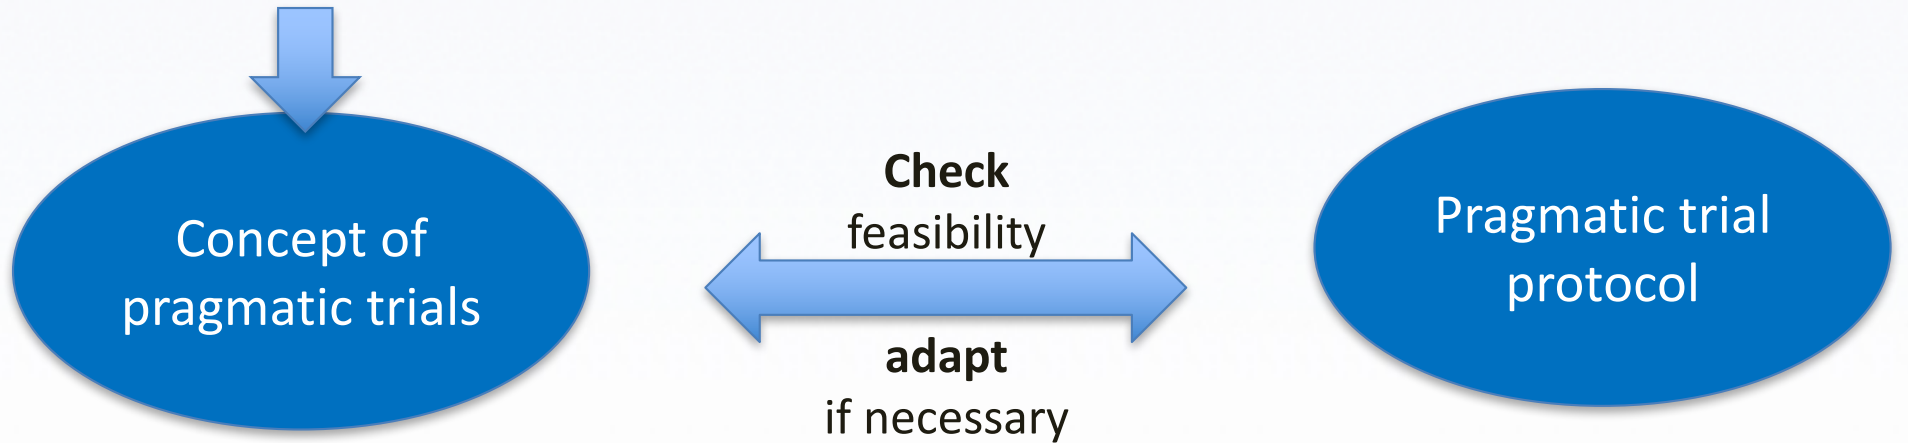 Concept of
pragmatic trials
Check
feasibility
adapt
if necessary
Pragmatic trial
protocol